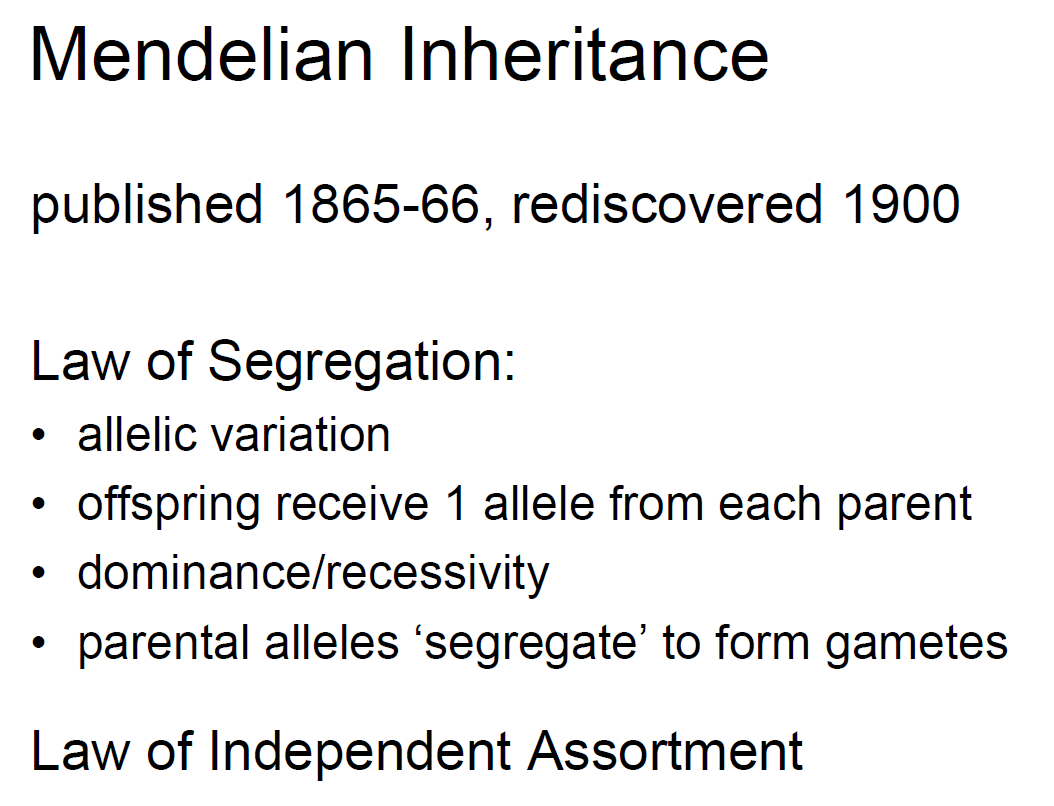 Mendelian Inheritance
published 1865-66, rediscovered 1900
Law of Segregation:
• allelic variation
• offspring receive 1 allele from each parent
• dominance/recessivity
• parental alleles ‘segregate’ to form gametes
Law of Independent Assortment